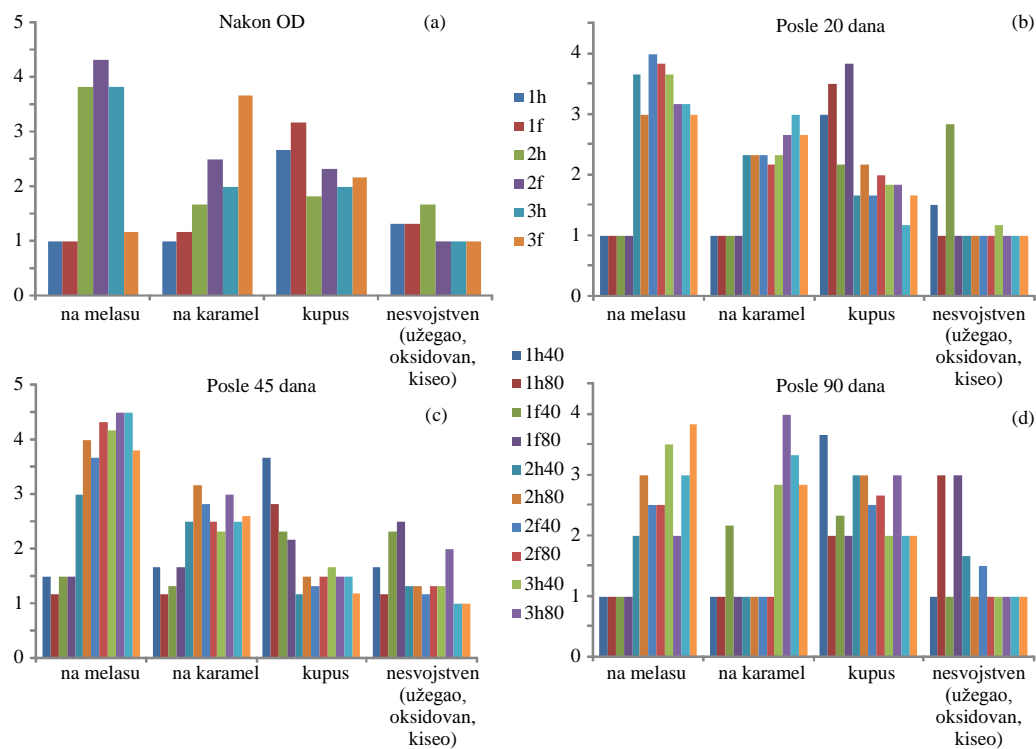 Nakon OD
(a)
5
4
3
2
1
0
na melasu
na karamel
kupus
nesvojstven
(užegao,
oksidovan,
kiseo)
1h
1f
2h
2f
3h
3f
Posle 20 dana
(b)
4
3
2
1
0
na melasu
na karamel
kupus
nesvojstven
(užegao,
oksidovan,
kiseo)
Posle 45 dana
(c)
5
4
3
2
1
0
na melasu
na karamel
kupus
nesvojstven
(užegao,
oksidovan,
kiseo)
1h40
1h80
1f40
1f80
2h40
2h80
2f40
2f80
3h40
3h80
Posle 90 dana
(d)
4
3
2
1
0
na melasu
na karamel
kupus
nesvojstven
(užegao,
oksidovan,
kiseo)